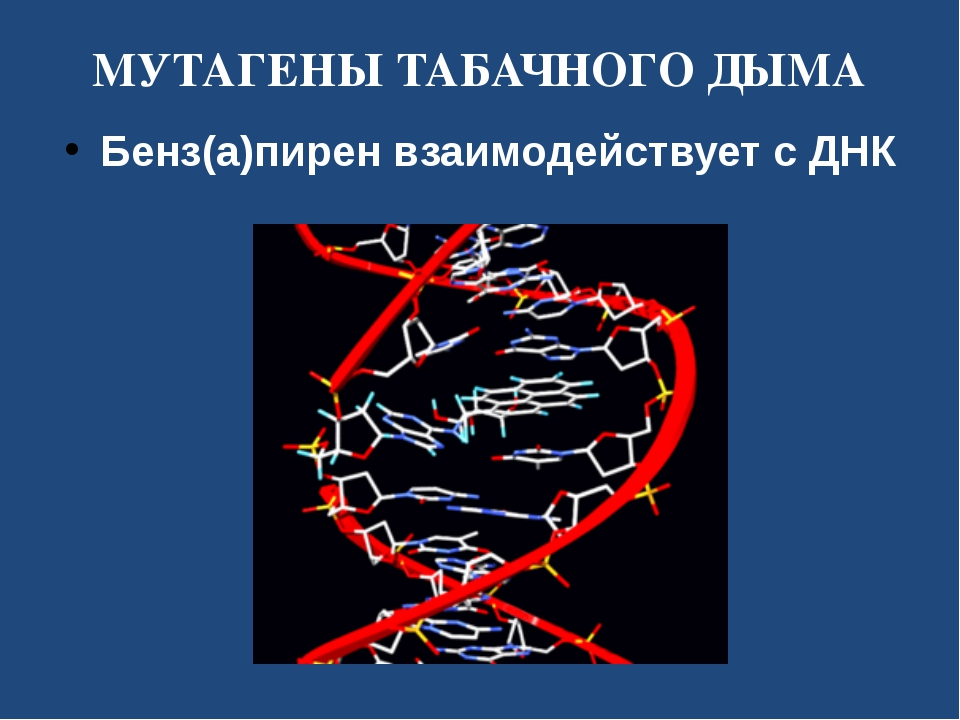 МУТАГЕНЫ ТАБАЧНОГО ДЫМА
• Бенз(а)пирен взаимодействует с ДНК